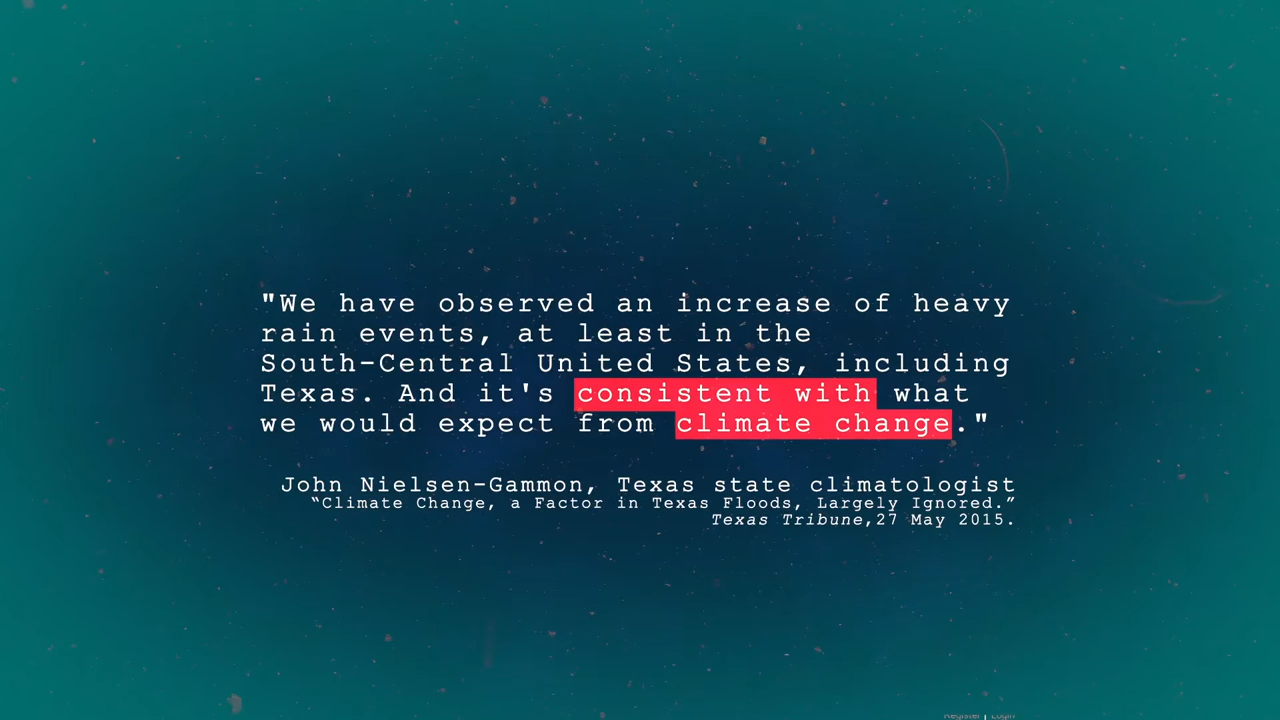 "We have observed an increase of heavy
rain events, at least in the
South-Central United States, including
Texas. And it's consistent with what
we would expect from climate change."
John Nielsen-Gammon, Texas state climatologist
“Climate Change, a Factor in Texas Floods, Largely Ignored.”
Texas Tribune,27 May 2015.
Register | Login